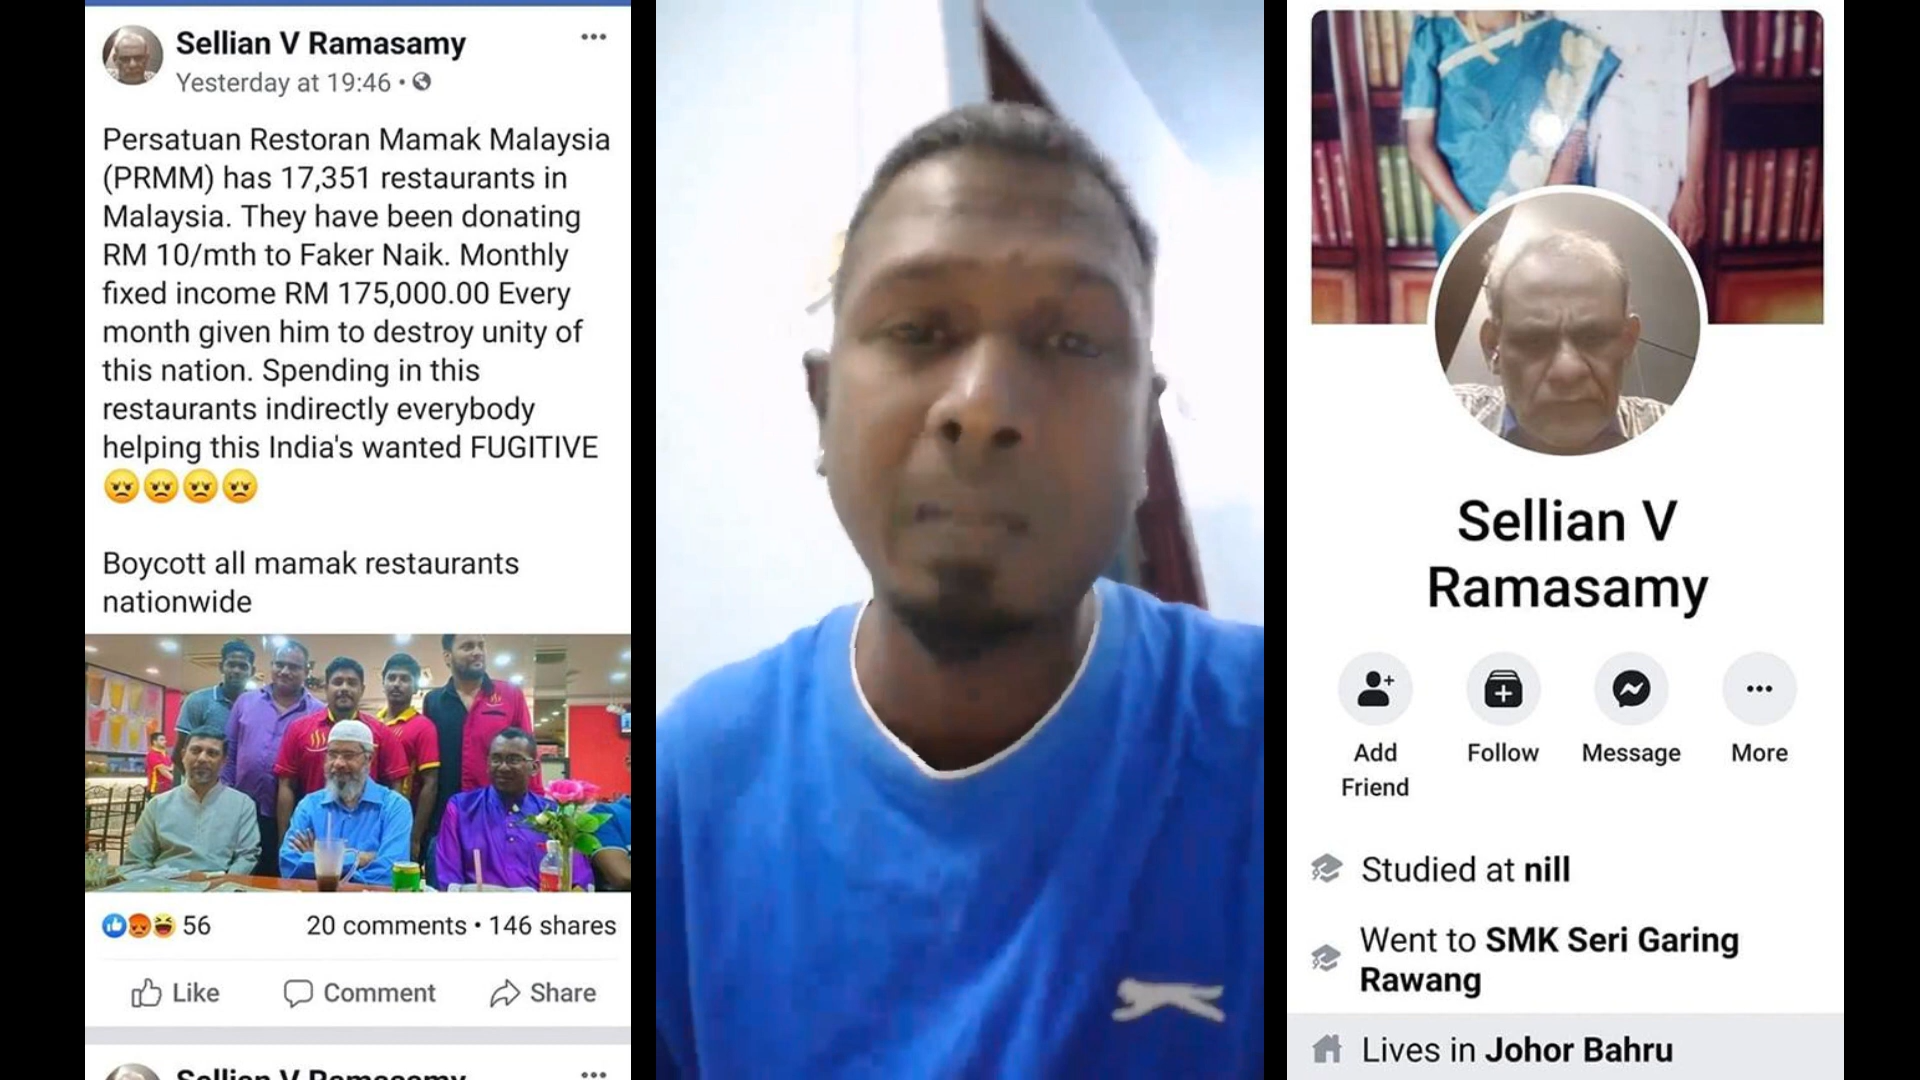 Sellian V Ramasamy
Yesterday at 19:46 •
Persatuan Restoran Mamak Malaysia
(PRMM) has 17,351 restaurants in
Malaysia. They have been donating
RM 10/mth to Faker Naik. Monthly
fixed income RM 175,000.00 Every
month given him to destroy unity of
this nation. Spending in this
restaurants indirectly everybody
helping this India's wanted FUGITIVE
😠😠😠😠
Boycott all mamak restaurants
nationwide
56
20 comments • 146 shares
Like Comment Share
Sellian V Ramasamy
Sellian V
Ramasamy
Add
Friend
Follow
Message
More
Studied at nill
Went to SMK Seri Garing
Rawang
Lives in Johor Bahru